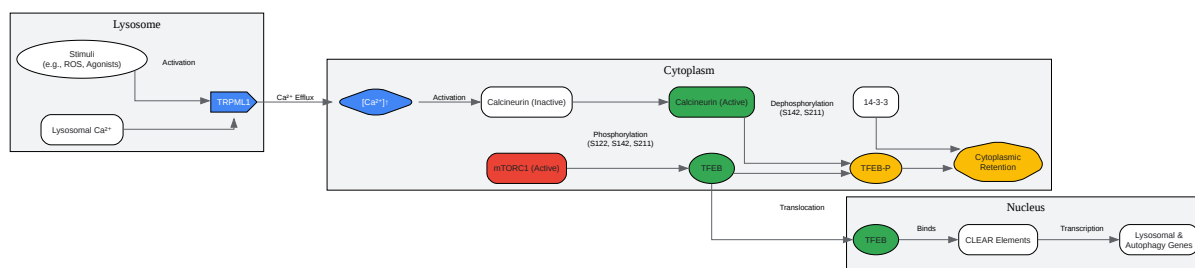 Lysosome
Stimuli
(e.g., ROS, Agonists)
Activation
TRPML1
Lysosomal Ca²⁺
Ca²⁺ Efflux
Cytoplasm
[Ca²⁺]↑
Activation
Calcineurin (Inactive)
Calcineurin (Active)
Dephosphorylation
(S142, S211)
14-3-3
Phosphorylation
(S122, S142, S211)
mTORC1 (Active)
TFEB
TFEB-P
Cytoplasmic
Retention
Translocation
Nucleus
TFEB
Binds
CLEAR Elements
Transcription
Lysosomal &
Autophagy Genes